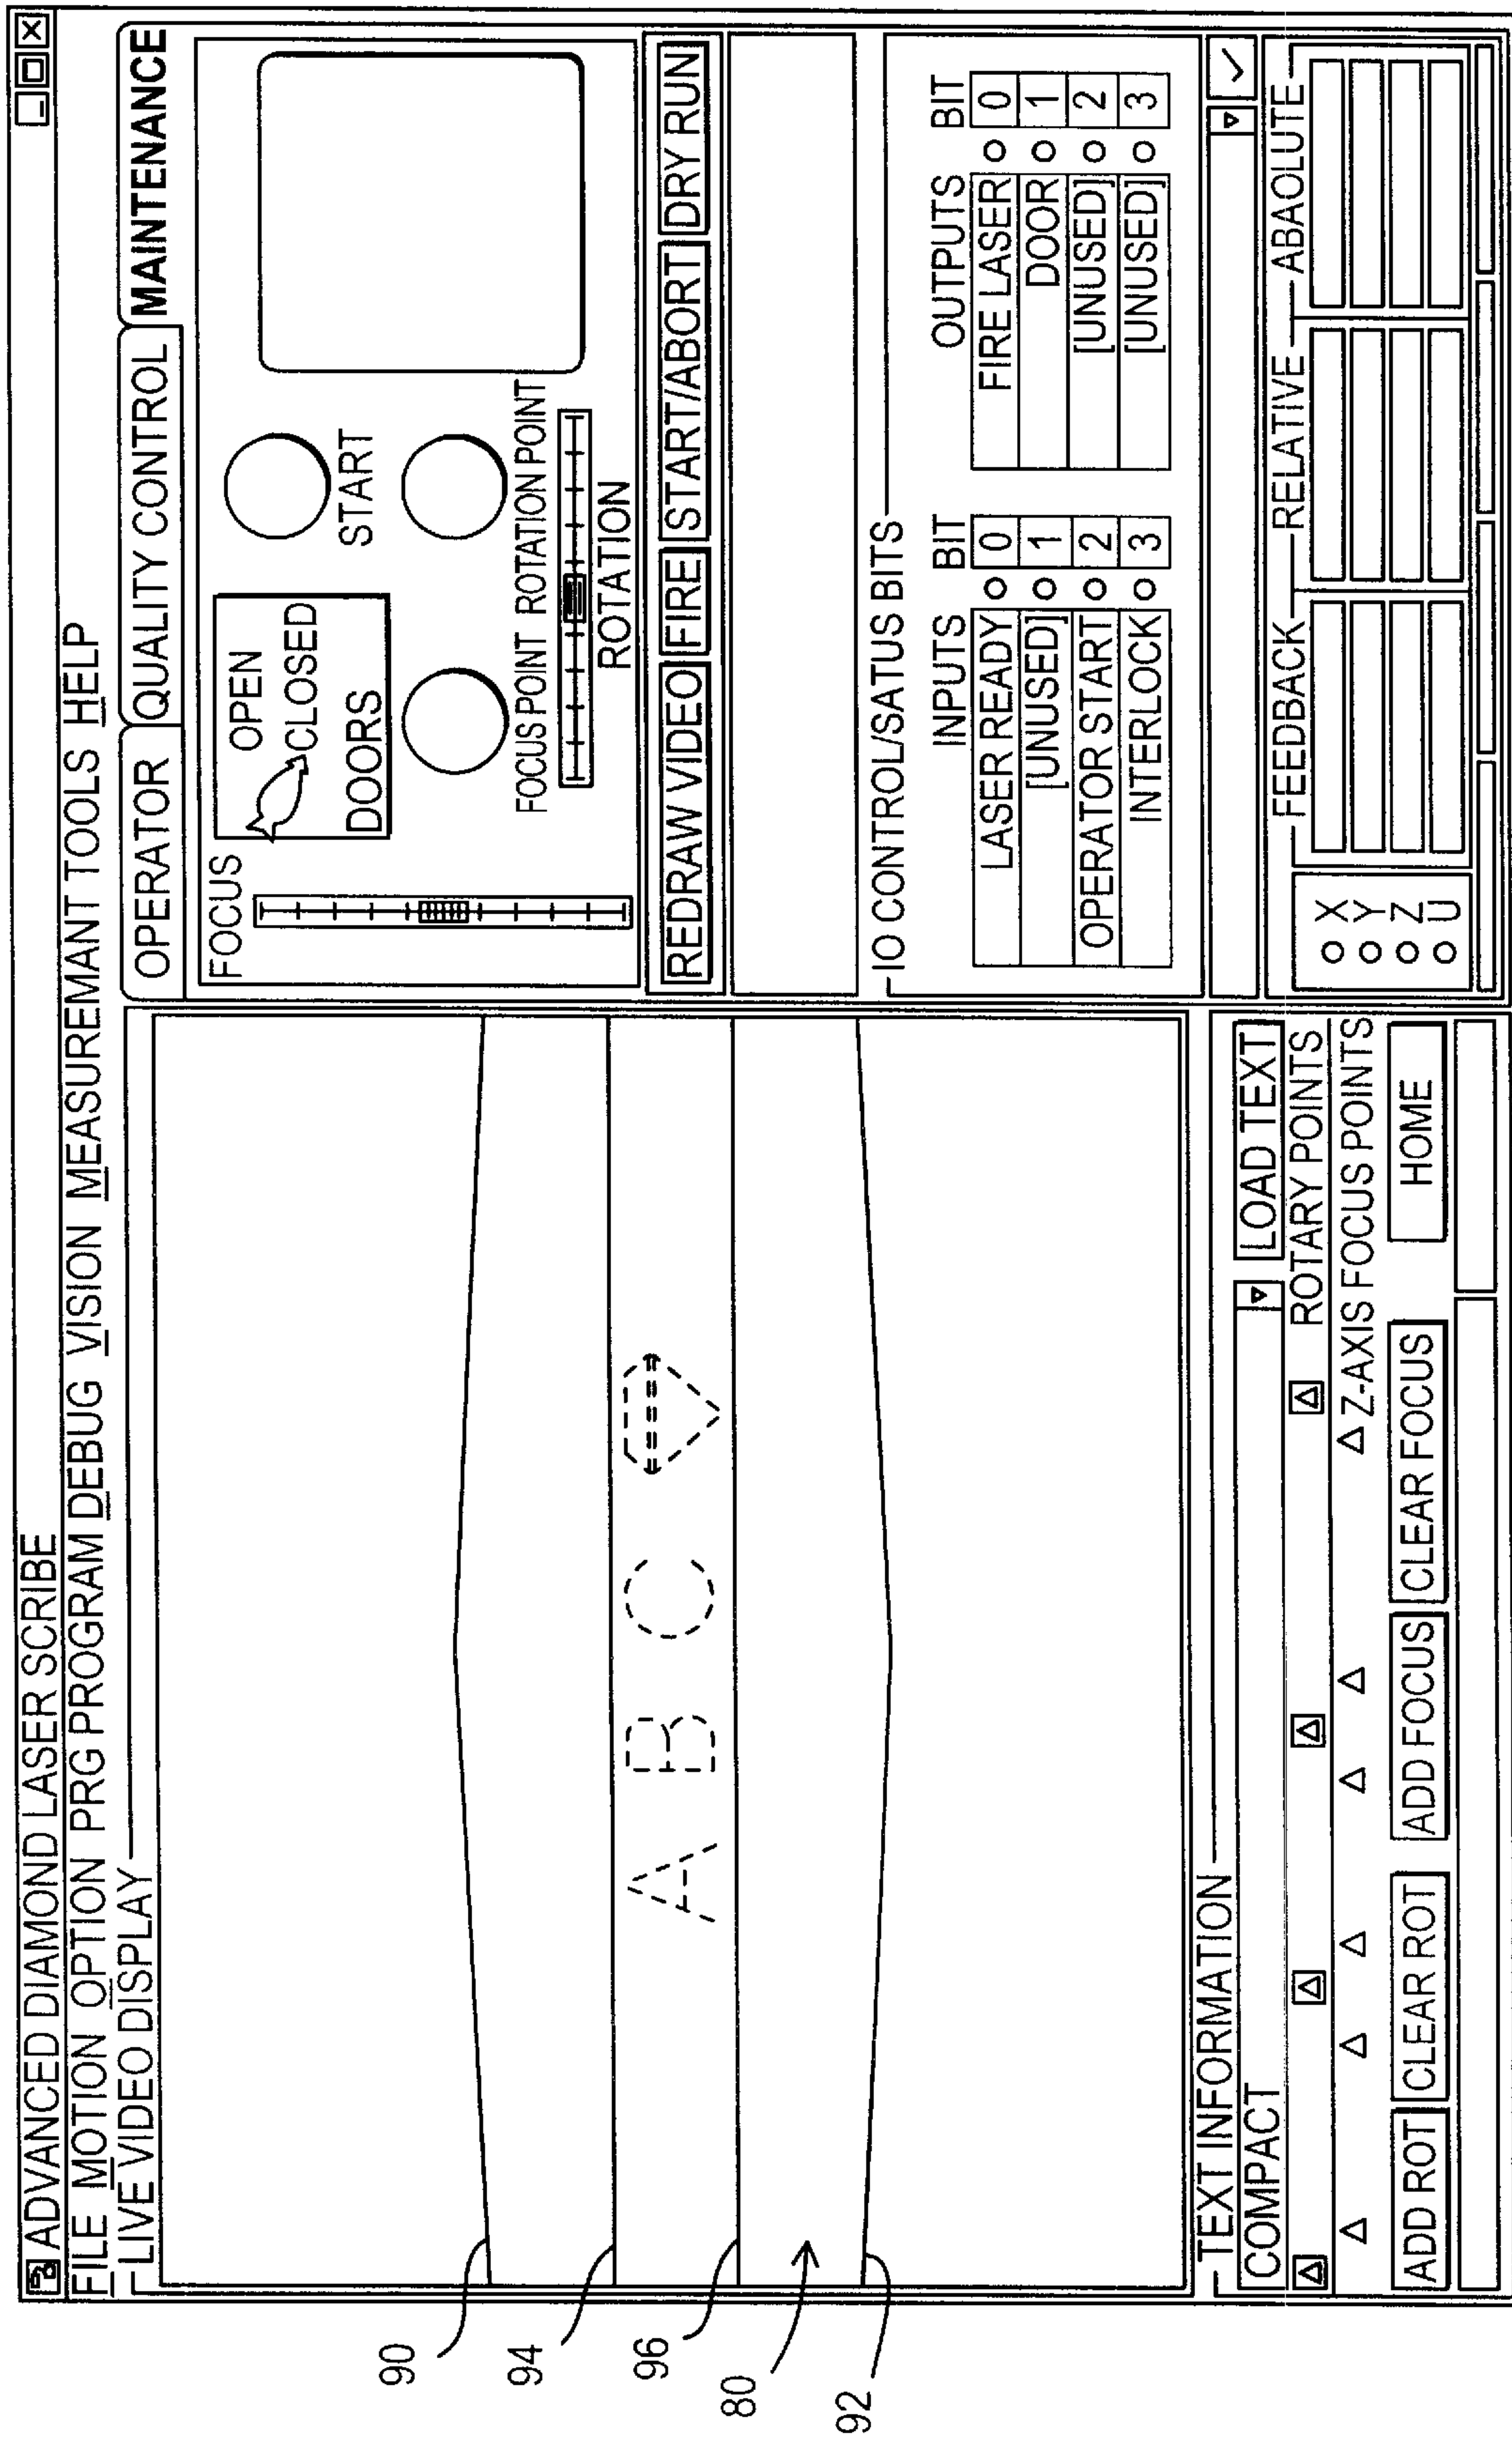 ADVANCED DIAMOND LASER SCRIBE
FILE MOTION OPTION PRG PROGRAM DEBUG VISION MEASUREMANT TOOLS HELP
LIVE VIDEO DISPLAY
A B C
90
94
96
80
92
TEXT INFORMATION
COMPACT
LOAD TEXT
ROTARY POINTS
Z-AXIS FOCUS POINTS
ADD ROT CLEAR ROT ADD FOCUS CLEAR FOCUS HOME
OPERATOR QUALITY CONTROL MAINTENANCE
FOCUS
OPEN
CLOSED
DOORS
START
FOCUS POINT ROTATION POINT
ROTATION
REDRAW VIDEO FIRE START/ABORT DRY RUN
IO CONTROL/SATUS BITS
INPUTS BIT OUTPUTS BIT
LASER READY 0 FIRE LASER 0
[UNUSED] 1 DOOR 1
OPERATOR START 2 [UNUSED] 2
INTERLOCK 3 [UNUSED] 3
FEEDBACK RELATIVE ABAOLUTE
X
Y
Z
U